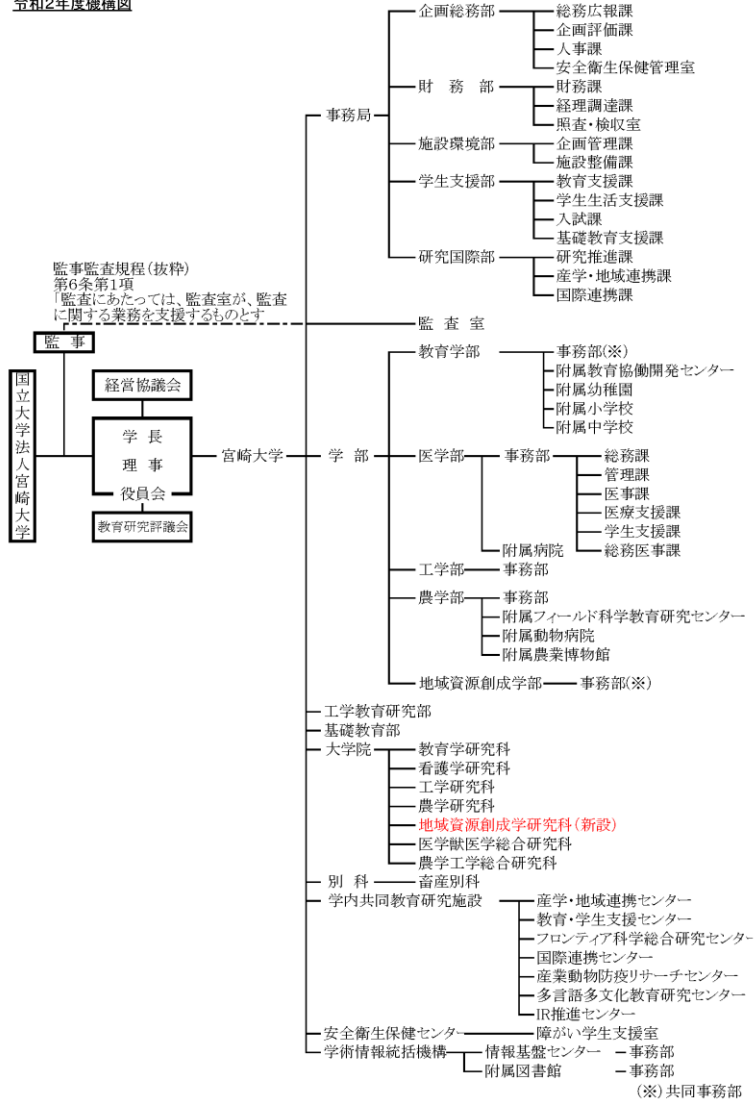 令和2年度機構図
企画総務部
総務広報課
企画評価課
人事課
安全衛生保健管理室
財務部
財務課
経理調達課
照査・検収室
事務局
施設環境部
企画管理課
施設整備課
学生支援部
教育支援課
学生生活支援課
入試課
基礎教育支援課
研究国際部
研究推進課
産学・地域連携課
国際連携課
監事監査規程(抜粋)
第6条第1項
「監査にあたっては、監査室が、監査
に関する業務を支援するものとす
監査室
監事
国立大学法人宮崎大学
経営協議会
学長
理事
役員会
教育研究評議会
宮崎大学
学部
教育学部
事務部(※)
附属教育協働開発センター
附属幼稚園
附属小学校
附属中学校
医学部
事務部
総務課
管理課
医事課
医療支援課
学生支援課
附属病院
総務医事課
工学部
事務部
農学部
事務部
附属フィールド科学教育研究センター
附属動物病院
附属農業博物館
地域資源創成学部
事務部(※)
工学教育研究部
基礎教育部
大学院
教育学研究科
看護学研究科
工学研究科
農学研究科
地域資源創成学研究科(新設)
医学獣医学総合研究科
農学工学総合研究科
別科
畜産別科
学内共同教育研究施設
産学・地域連携センター
教育・学生支援センター
フロンティア科学総合研究センター
国際連携センター
産業動物防疫リサーチセンター
多言語多文化教育研究センター
IR推進センター
安全衛生保健センター
障がい学生支援室
学術情報統括機構
情報基盤センター
事務部
附属図書館
事務部
(※)共同事務部